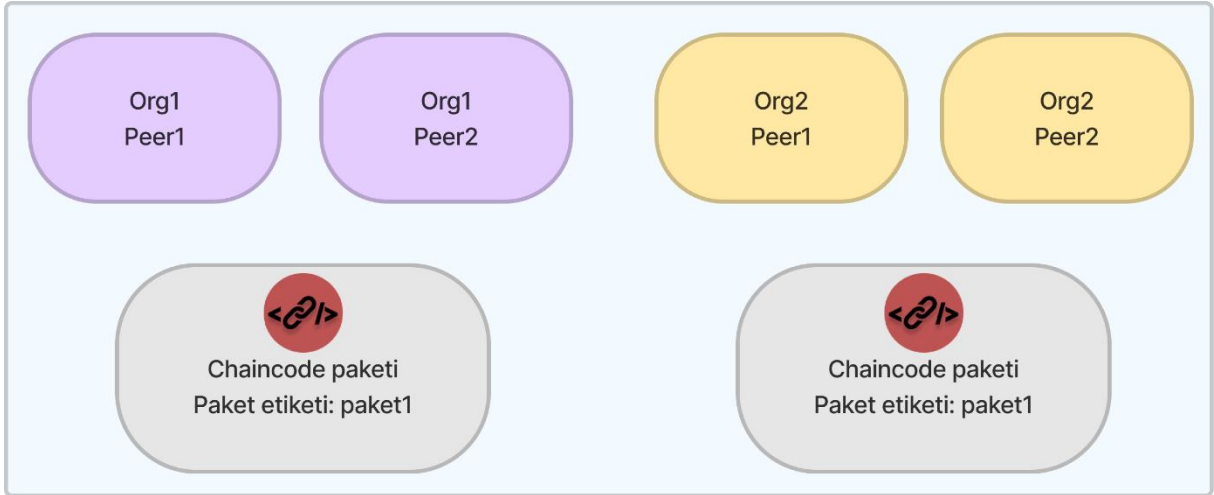 Org1
Peer1
Org1
Peer2
Org2
Peer1
Org2
Peer2
Chaincode paketi
Paket etiketi: paket1
Chaincode paketi
Paket etiketi: paket1